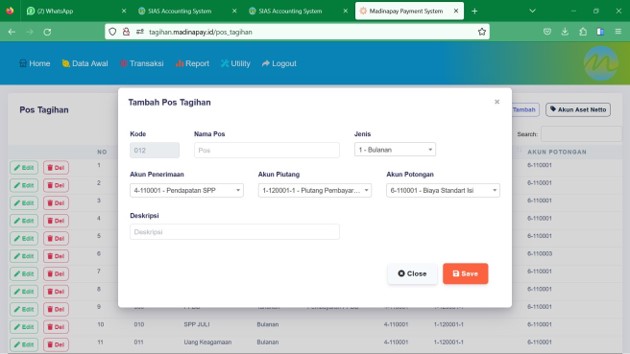 (2) WhatsApp
SIAS Accounting System
SIAS Accounting System
Madinapay Payment System
tagihan.madinapay.id/pos_tagihan
Home Data Awal Transaksi Report Utility Logout
Pos Tagihan
Tambah Akun Aset Netto
Search:
NO AKUN POTONGAN
Tambah Pos Tagihan
Kode Nama Pos Jenis
012 Pos 1 - Bulanan
Akun Penerimaan Akun Piutang Akun Potongan
4-110001 - Pendapatan SPP 1-120001-1 - Piutang Pembayar... 6-110001 - Biaya Standart Isi
Deskripsi
Deskripsi
Close Save
Edit Del 1 6-110001
Edit Del 2 6-110001
Edit Del 3 6-110001
Edit Del 4 6-110001
Edit Del 5 6-110001
Edit Del 6 6-110003
Edit Del 7 6-110001
Edit Del 8 6-110001
Edit Del 9 6-110001
Edit Del 10 010 SPP JULI Bulanan 4-110001 1-120001-1 6-110001
Edit Del 11 011 Uang Keagamaan Bulanan 4-110001 1-120001-1 6-110001